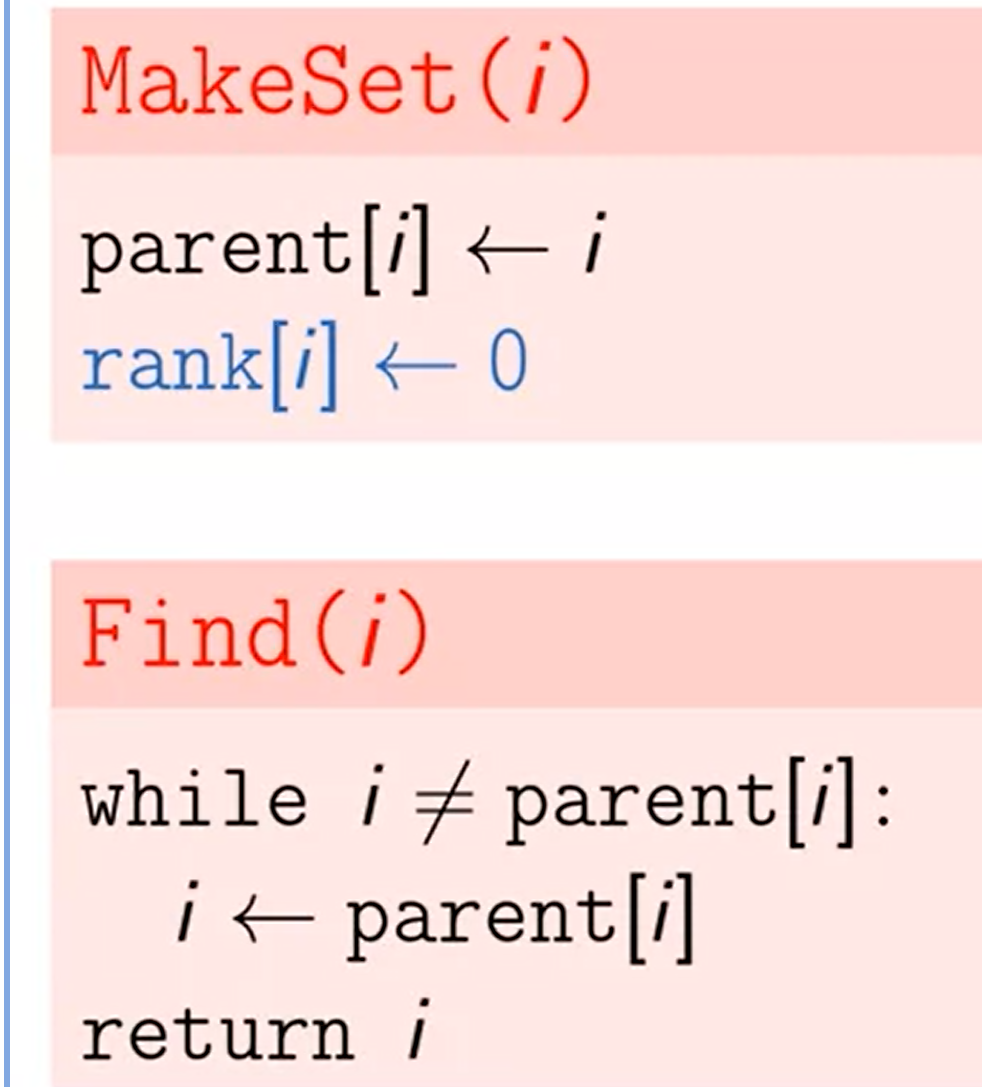 MakeSet(i)
parent[i] ← i
rank[i] ← 0
Find(i)
while i ≠ parent[i]:
i ← parent[i]
return i